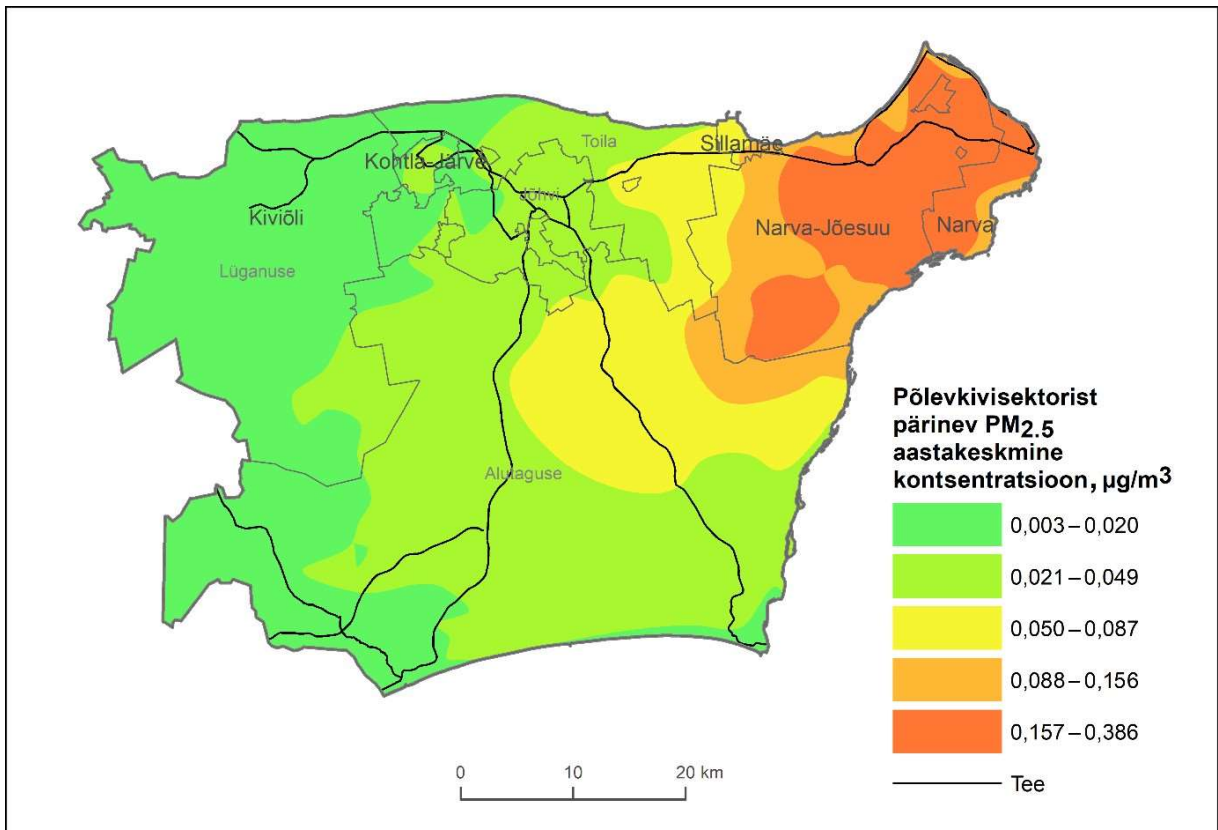 Toila
Sillamäe
Kohtla-Järve
Jõhvi
Kiviõli
Narva-Jõesuu
Narva
Lüganuse
Alutaguse
Põlevkivisektorist
pärinev PM2.5
aastakeskmine
kontsentratsioon, µg/m³
0,003 – 0,020
0,021 – 0,049
0,050 – 0,087
0,088 – 0,156
0,157 – 0,386
Tee
0 10 20 km